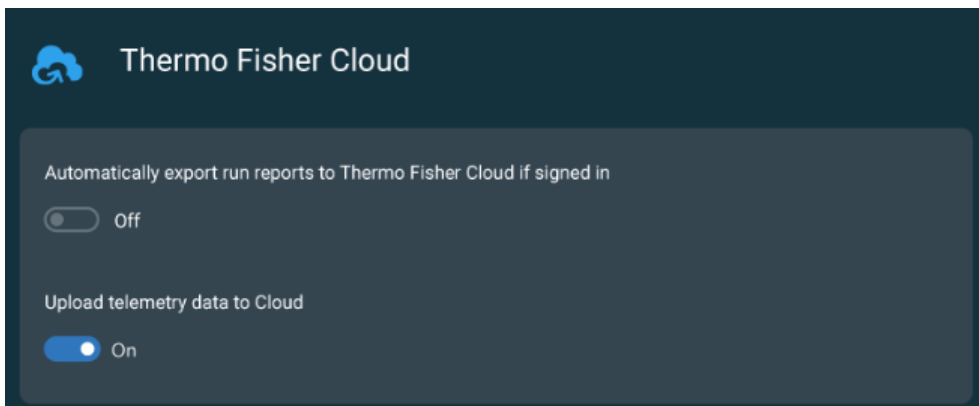 Thermo Fisher Cloud
Automatically export run reports to Thermo Fisher Cloud if signed in
Off
Upload telemetry data to Cloud
On